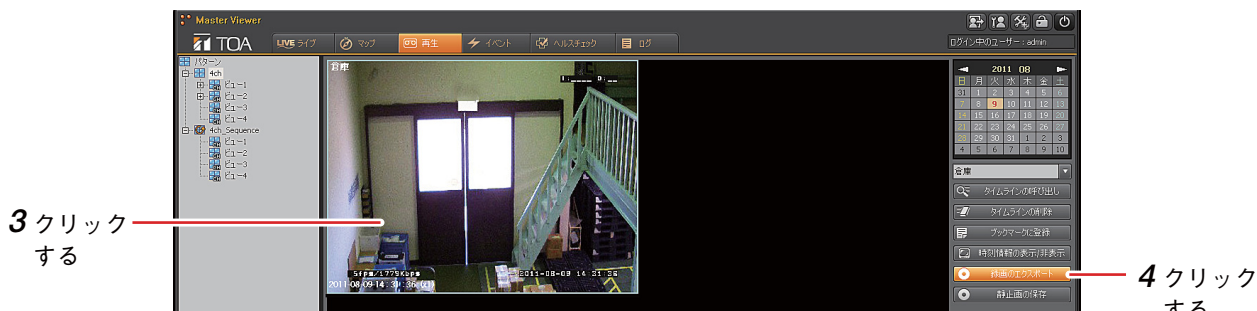 Master Viewer
TOA
LIVE ライブ
マップ
再生
イベント
ヘルスチェック
ログ
ログイン中のユーザー : admin
パターン
4ch
ビュー1
ビュー2
ビュー3
ビュー4
4ch_Sequence
ビュー1
ビュー2
ビュー3
ビュー4
倉庫
5fpm/1779Kbpm
2011-08-09 14:31:36
2011 08
日 月 火 水 木 金 土
31 1 2 3 4 5 6
7 8 9 10 11 12 13
14 15 16 17 18 19 20
21 22 23 24 25 26 27
28 29 30 31 1 2 3
4 5 6 7 8 9 10
倉庫
タイムラインの呼び出し
タイムラインの削除
ブックマークに登録
時刻情報の表示/非表示
録画のエクスポート
静止画の保存
3 クリック
する
4 クリック
する